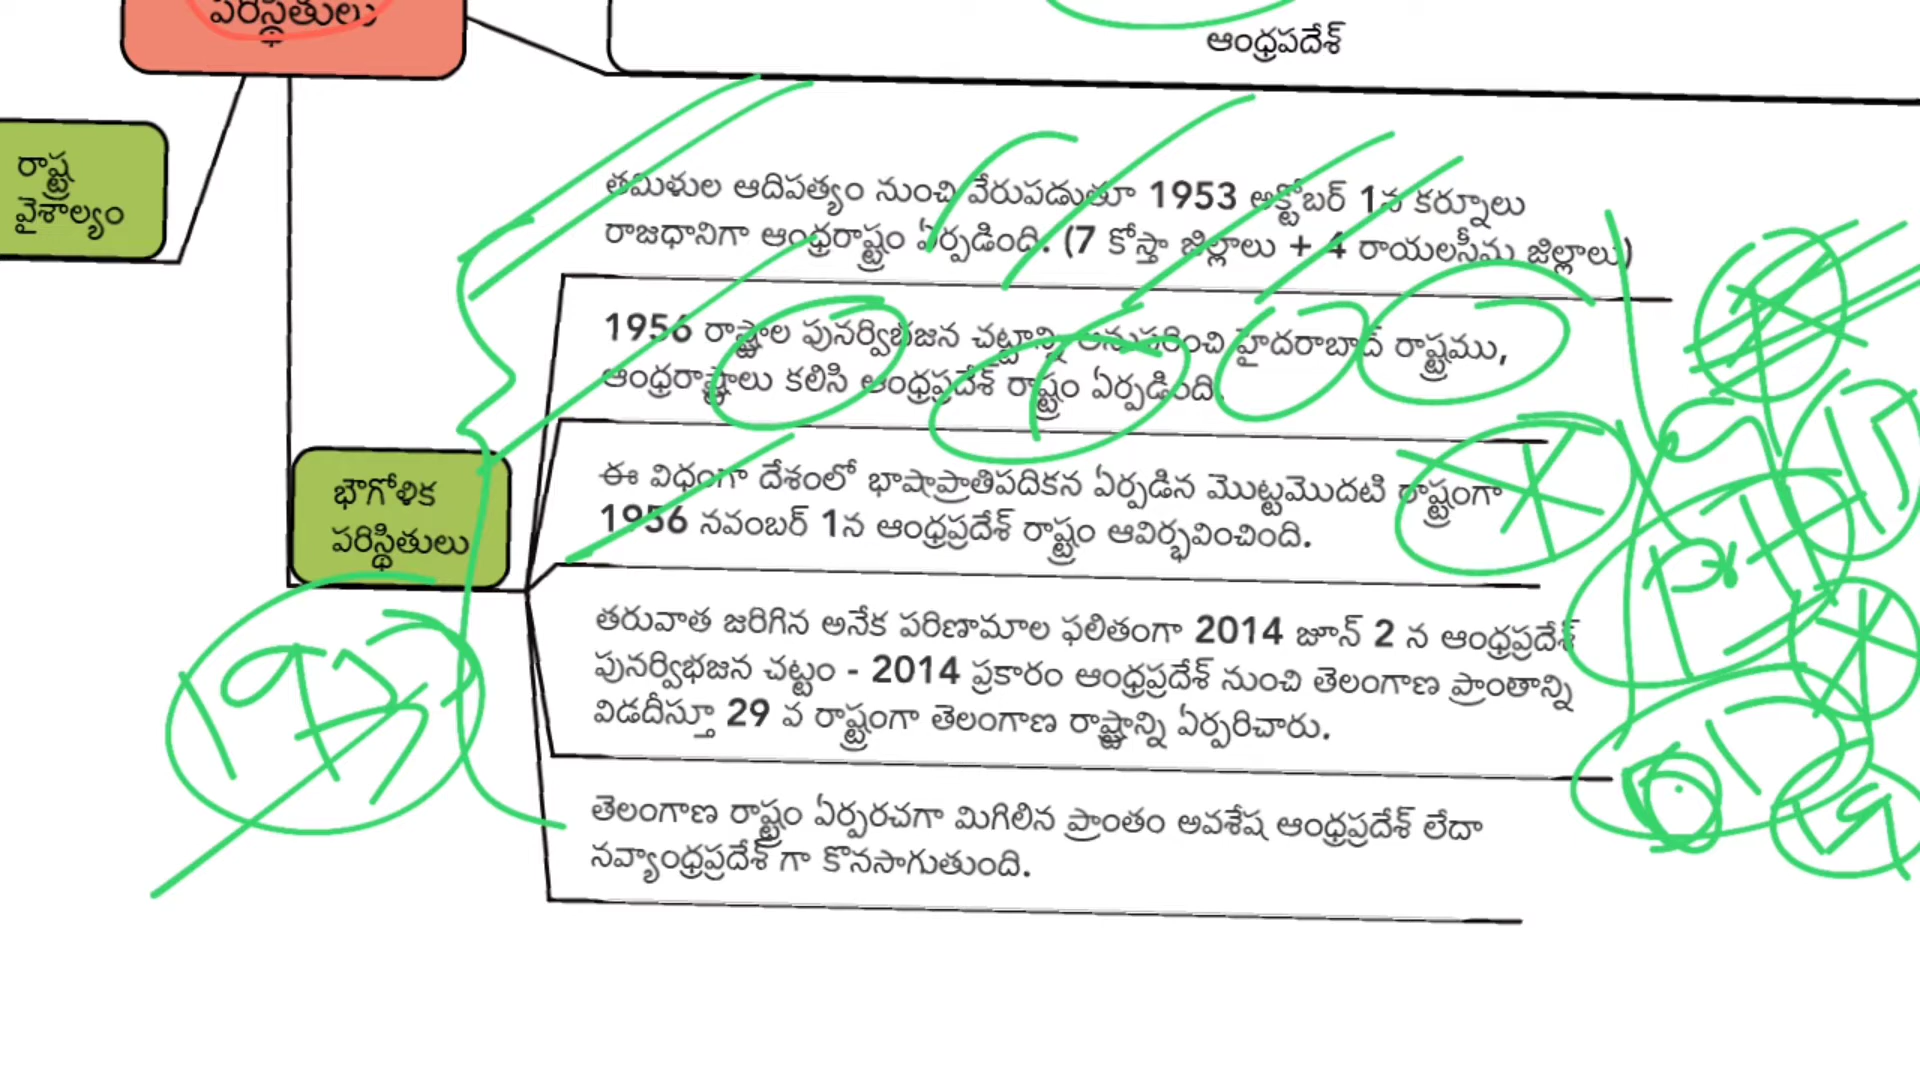 పరిస్థితులు
ఆంధ్రపదేశ్
రాష్ట్ర
వైశాల్యం
తమిళుల ఆదిపత్యం నుంచి వేరుపడుతూ 1953 అక్టోబర్ 1న కర్నూలు
రాజధానిగా ఆంధ్రరాష్ట్రం ఏర్పడింది. (7 కోస్తా జిల్లాలు + 4 రాయలసీమ జిల్లాలు)
1956 రాష్ట్రాల పునర్విభజన చట్టాన్ని అనుసరించి హైదరాబాద్ రాష్ట్రము,
ఆంధ్రరాష్ట్రాలు కలిసి ఆంధ్రప్రదేశ్ రాష్ట్రం ఏర్పడింది.
భౌగోళిక
పరిస్థితులు
ఈ విధంగా దేశంలో భాషాప్రాతిపదికన ఏర్పడిన మొట్టమొదటి రాష్ట్రంగా
1956 నవంబర్ 1న ఆంధ్రప్రదేశ్ రాష్ట్రం ఆవిర్భవించింది.
తరువాత జరిగిన అనేక పరిణామాల ఫలితంగా 2014 జూన్ 2 న ఆంధ్రప్రదేశ్
పునర్విభజన చట్టం - 2014 ప్రకారం ఆంధ్రప్రదేశ్ నుంచి తెలంగాణ ప్రాంతాన్ని
విడదీస్తూ 29 వ రాష్ట్రంగా తెలంగాణ రాష్ట్రాన్ని ఏర్పరిచారు.
తెలంగాణ రాష్ట్రం ఏర్పరచగా మిగిలిన ప్రాంతం అవశేష ఆంధ్రప్రదేశ్ లేదా
నవ్యాంధ్రప్రదేశ్ గా కొనసాగుతుంది.